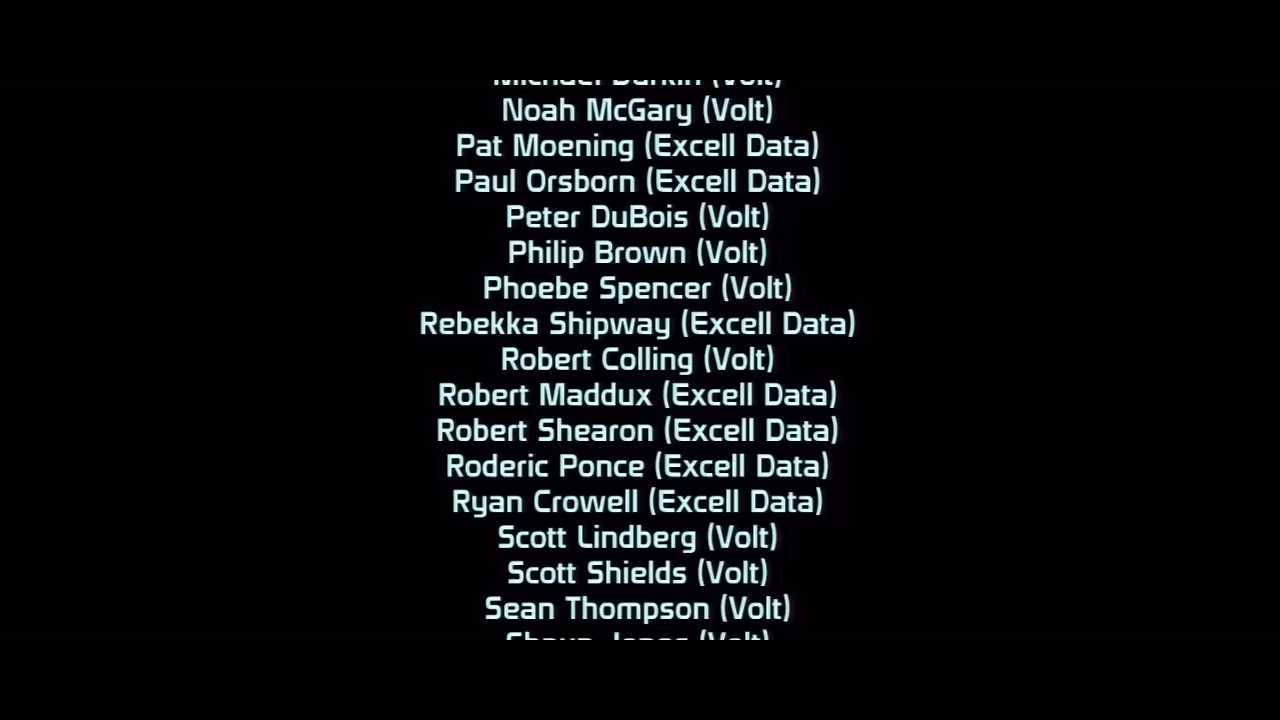 Noah McGary (Volt)
Pat Moening (Excell Data)
Paul Orsborn (Excell Data)
Peter DuBois (Volt)
Philip Brown (Volt)
Phoebe Spencer (Volt)
Rebekka Shipway (Excell Data)
Robert Colling (Volt)
Robert Maddux (Excell Data)
Robert Shearon (Excell Data)
Roderic Ponce (Excell Data)
Ryan Crowell (Excell Data)
Scott Lindberg (Volt)
Scott Shields (Volt)
Sean Thompson (Volt)